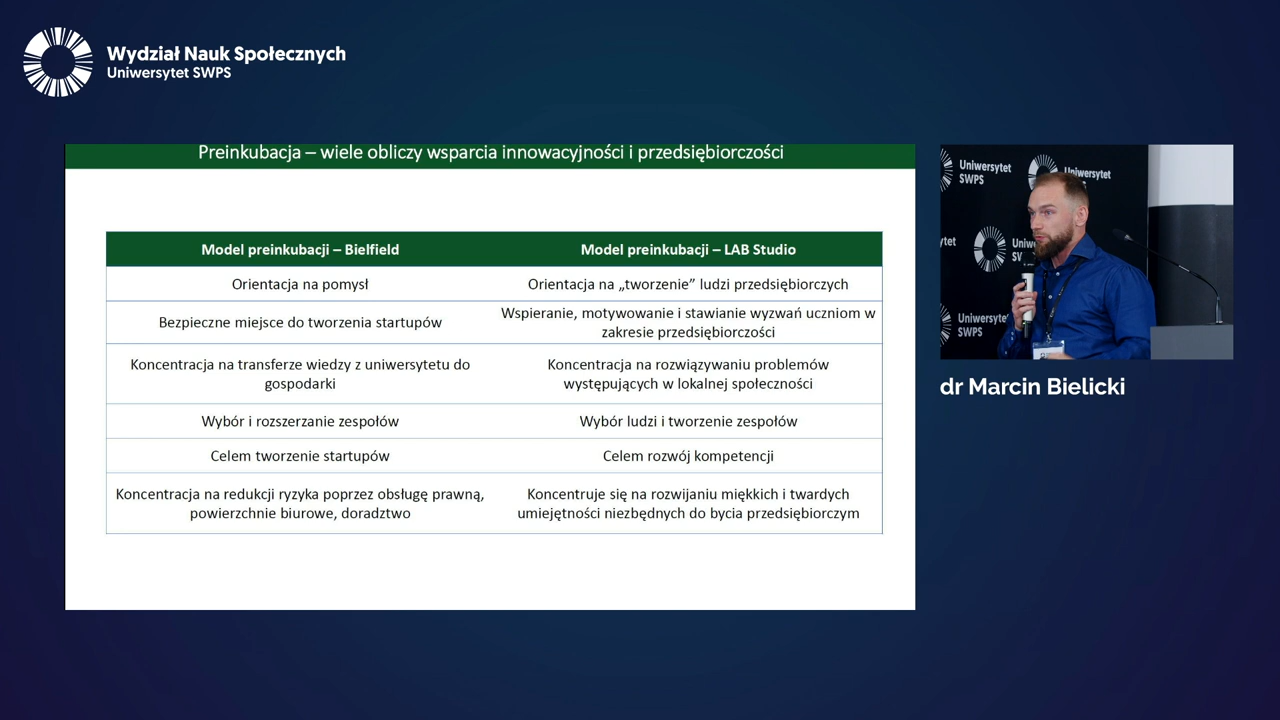 Wydział Nauk Społecznych
Uniwersytet SWPS
Preinkubacja – wiele obliczy wsparcia innowacyjności i przedsiębiorczości
Model preinkubacji – Bielfield
Model preinkubacji – LAB Studio
Orientacja na pomysł
Orientacja na „tworzenie” ludzi przedsiębiorczych
Bezpieczne miejsce do tworzenia startupów
Wspieranie, motywowanie i stawianie wyzwań uczniom w
zakresie przedsiębiorczości
Koncentracja na transferze wiedzy z uniwersytetu do
gospodarki
Koncentracja na rozwiązywaniu problemów
występujących w lokalnej społeczności
Wybór i rozszerzanie zespołów
Wybór ludzi i tworzenie zespołów
Celem tworzenie startupów
Celem rozwój kompetencji
Koncentracja na redukcji ryzyka poprzez obsługę prawną,
powierzchnie biurowe, doradztwo
Koncentruje się na rozwijaniu miękkich i twardych
umiejętności niezbędnych do bycia przedsiębiorczym
Uniwersytet
SWPS
Uniwersytet
SWPS
dr Marcin Bielicki